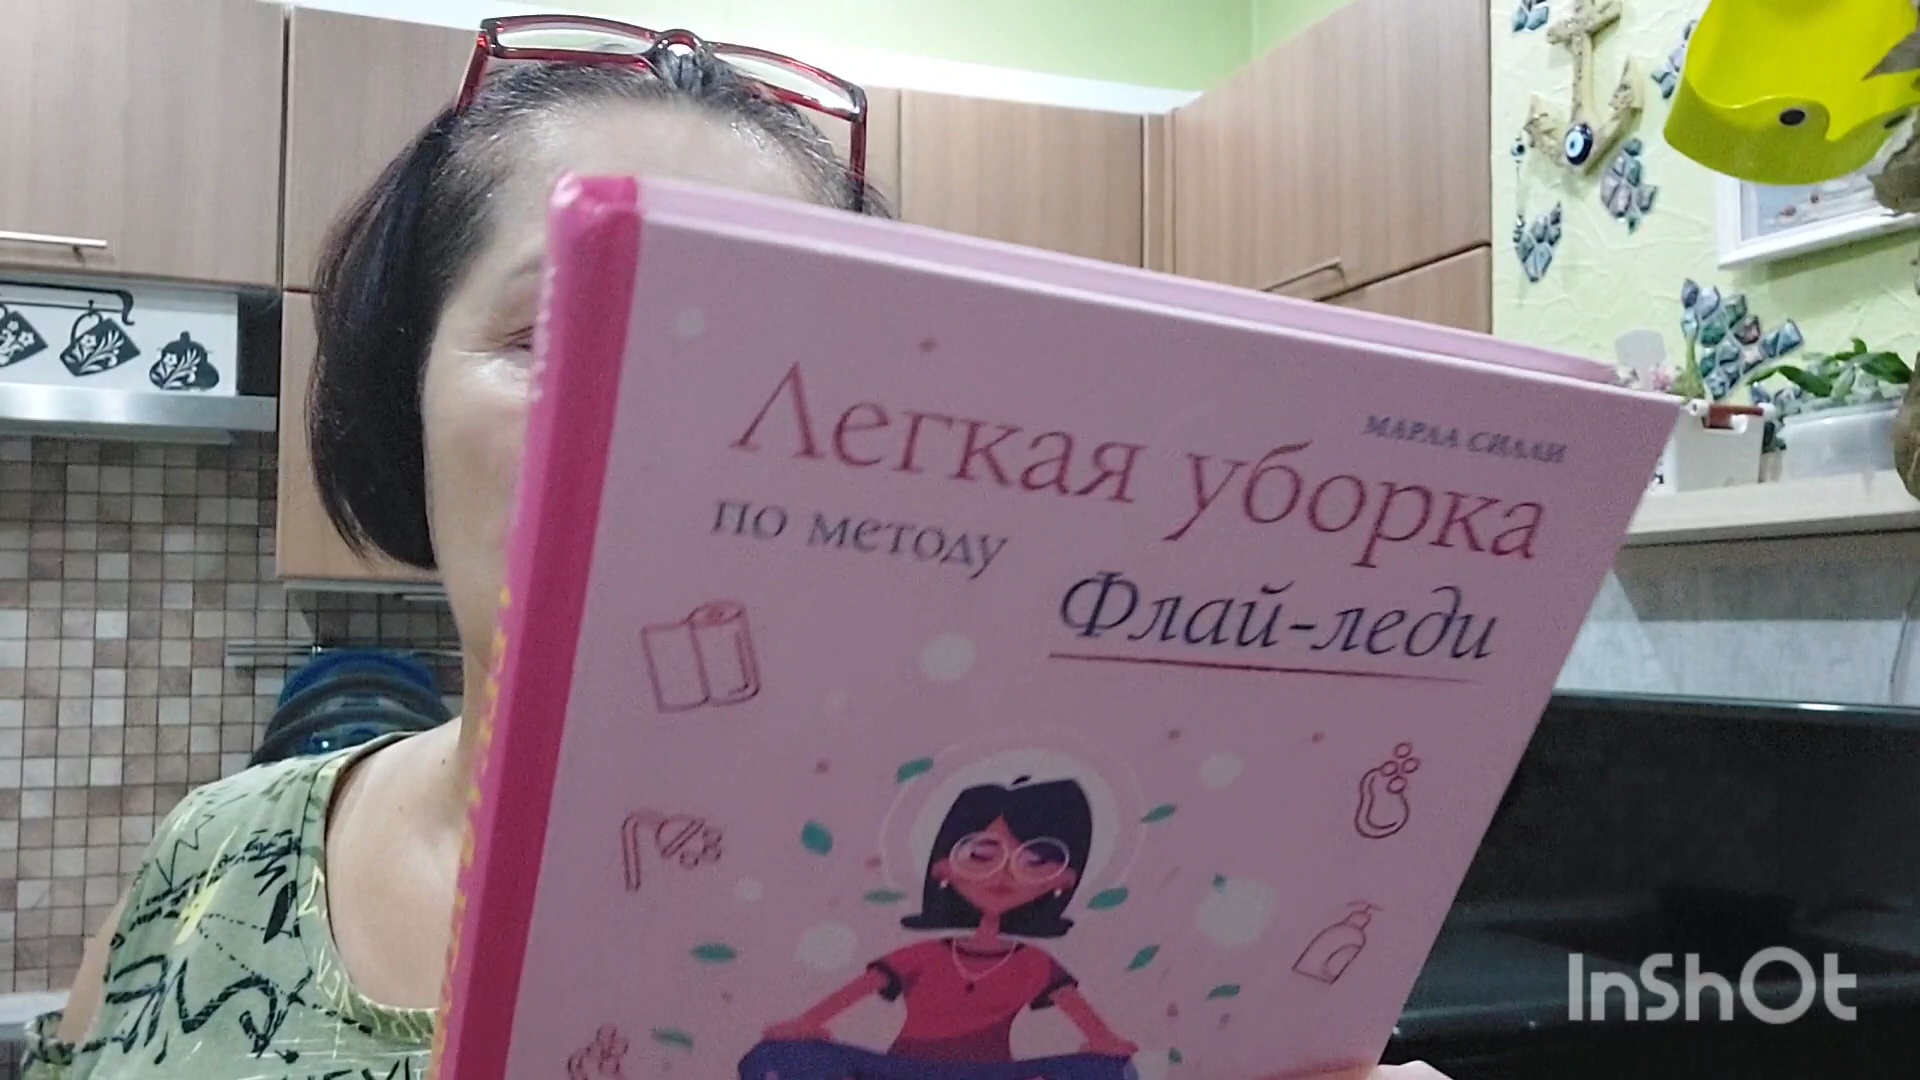 МАРЛА СИЛЛИ
Легкая уборка
по методу
Флай-леди
InShOt